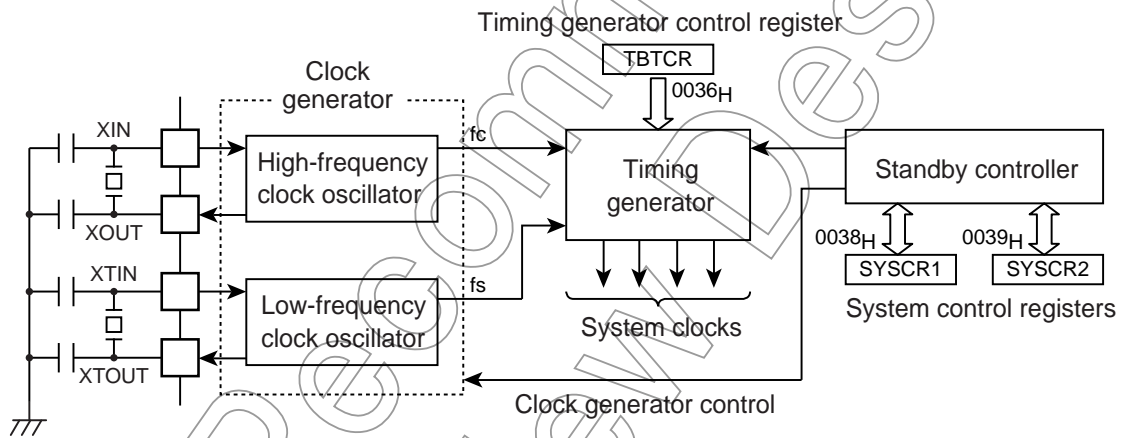 Timing generator control register
TBTCR
0036H
Clock
generator
XIN
XOUT
XTIN
XTOUT
High-frequency
clock oscillator
fc
Low-frequency
clock oscillator
fs
Timing
generator
System clocks
Standby controller
0038H
0039H
SYSCR1
SYSCR2
System control registers
Clock generator control